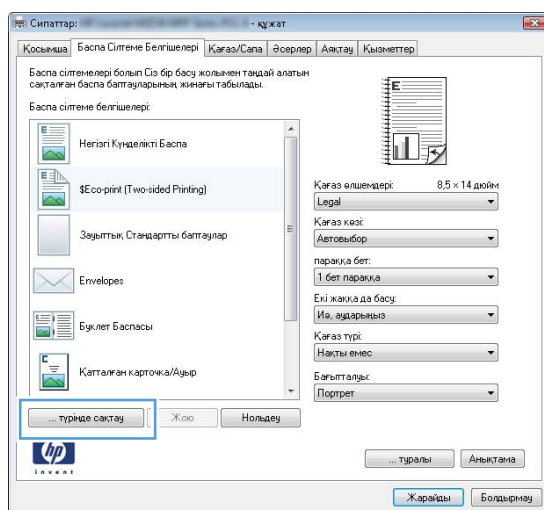 Сипаттар: - құжат
Қосымша Баспа Сілтеме Белгішелері Қағаз/Сапа Әсерлер Аяқтау Қызметтер
Баспа сілтемелері болып Сіз бір басу жолымен таңдай алатын
сақталған баспа баптауларының жинағы табылады.
Баспа сілтеме белгішелері:
Негізгі Күнделікті Баспа
$Eco-print (Two-sided Printing)
Зауыттық Стандартты баптаулар
Envelopes
Буклет Баспасы
Қатталған карточка/Ауыр
... түрінде сақтау Жою Нольдеу
E
Қағаз өлшемдері: 8,5 × 14 дюйм
Legal
Қағаз көзі:
Автовыбор
параққа бет:
1 бет параққа
Екі жаққа да басу:
Иә, аударыңыз
Қағаз түрі:
Нақты емес
Бағытталуы:
Портрет
hp
invent
... туралы Анықтама
Жарайды Болдырмау